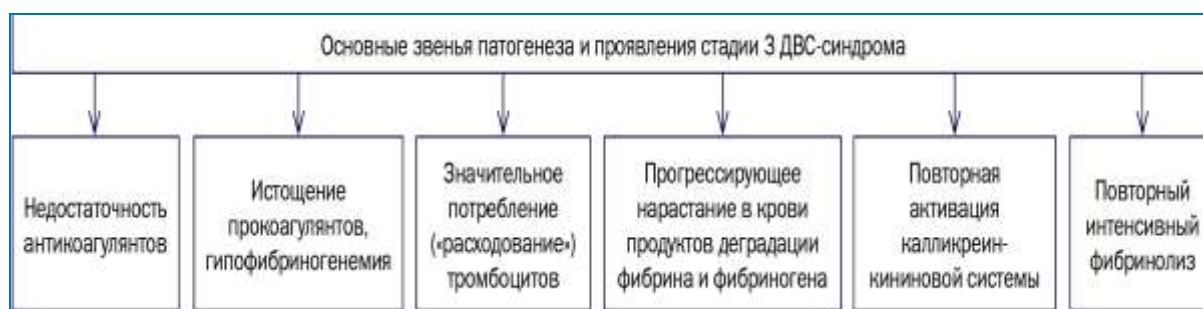 Основные звенья патогенеза и проявления стадии 3 ДВС-синдрома
Недостаточность
антикоагулянтов
Истощение
прокоагулянтов,
гипофибриногенемия
Значительное
потребление
(«расходование»)
тромбоцитов
Прогрессирующее
нарастание в крови
продуктов деградации
фибрина и фибриногена
Повторная
активация
калликреин-
кининовой системы
Повторный
интенсивный
фибринолиз